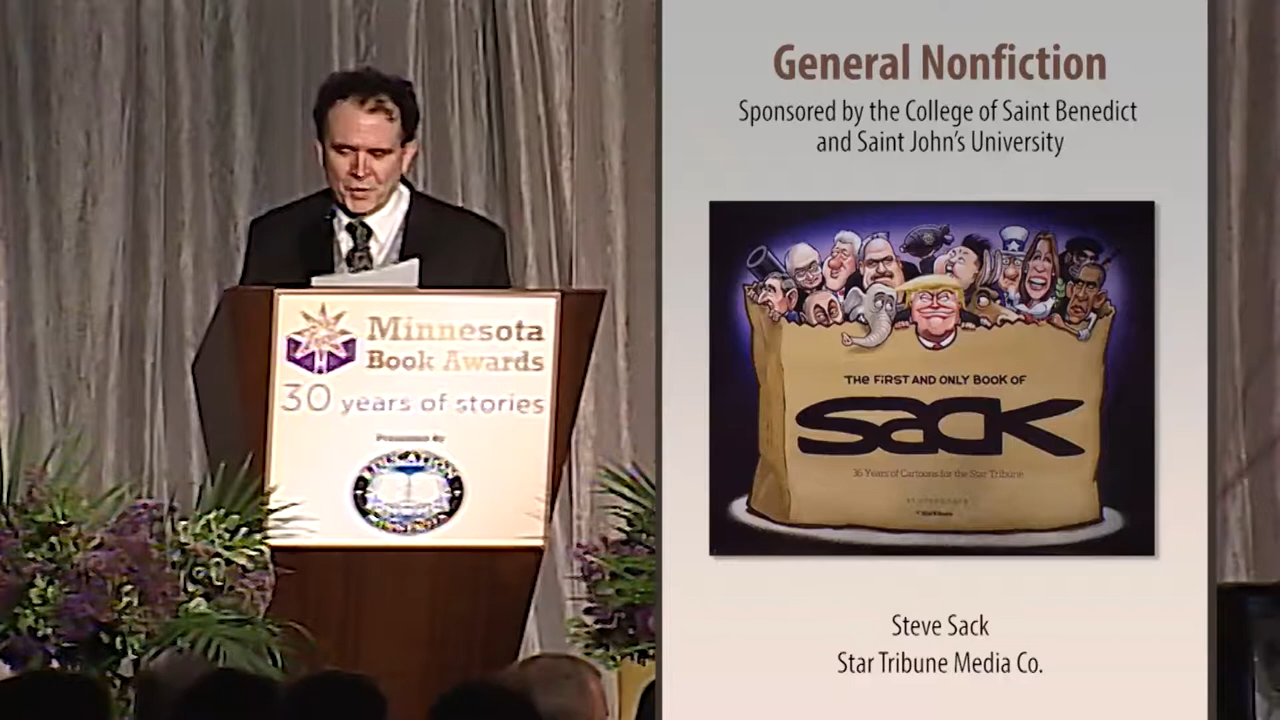 Minnesota
Book Awards
30 years of stories
Presented by
General Nonfiction
Sponsored by the College of Saint Benedict
and Saint John's University
THE FIRST AND ONLY BOOK OF
SACK
36 Years of Cartoons for the Star Tribune
Steve Sack
Star Tribune Media Co.